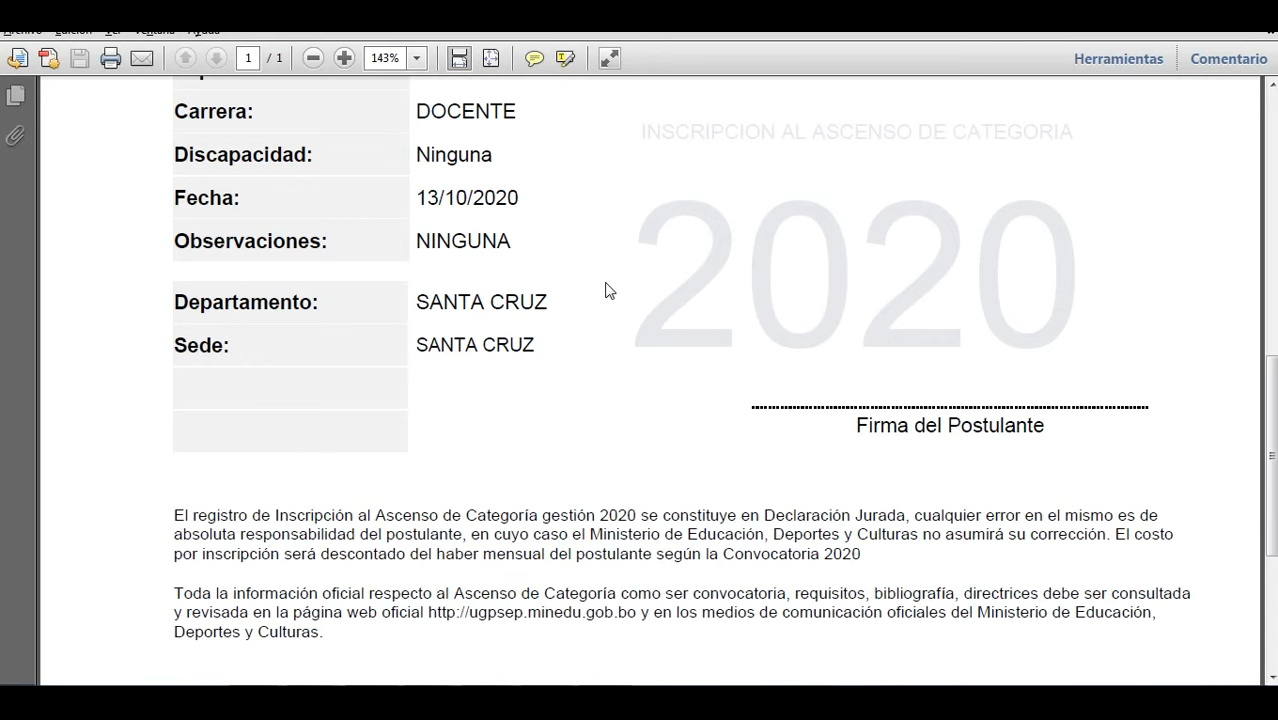 Archivo Edición Ver Ventana Ayuda
1 / 1
143%
Herramientas
Comentario
Carrera: DOCENTE
INSCRIPCION AL ASCENSO DE CATEGORIA
Discapacidad: Ninguna
Fecha: 13/10/2020
2020
Observaciones: NINGUNA
Departamento: SANTA CRUZ
Sede: SANTA CRUZ
Firma del Postulante
El registro de Inscripción al Ascenso de Categoría gestión 2020 se constituye en Declaración Jurada, cualquier error en el mismo es de
absoluta responsabilidad del postulante, en cuyo caso el Ministerio de Educación, Deportes y Culturas no asumirá su corrección. El costo
por inscripción será descontado del haber mensual del postulante según la Convocatoria 2020
Toda la información oficial respecto al Ascenso de Categoría como ser convocatoria, requisitos, bibliografía, directrices debe ser consultada
y revisada en la página web oficial http://ugpsep.minedu.gob.bo y en los medios de comunicación oficiales del Ministerio de Educación,
Deportes y Culturas.